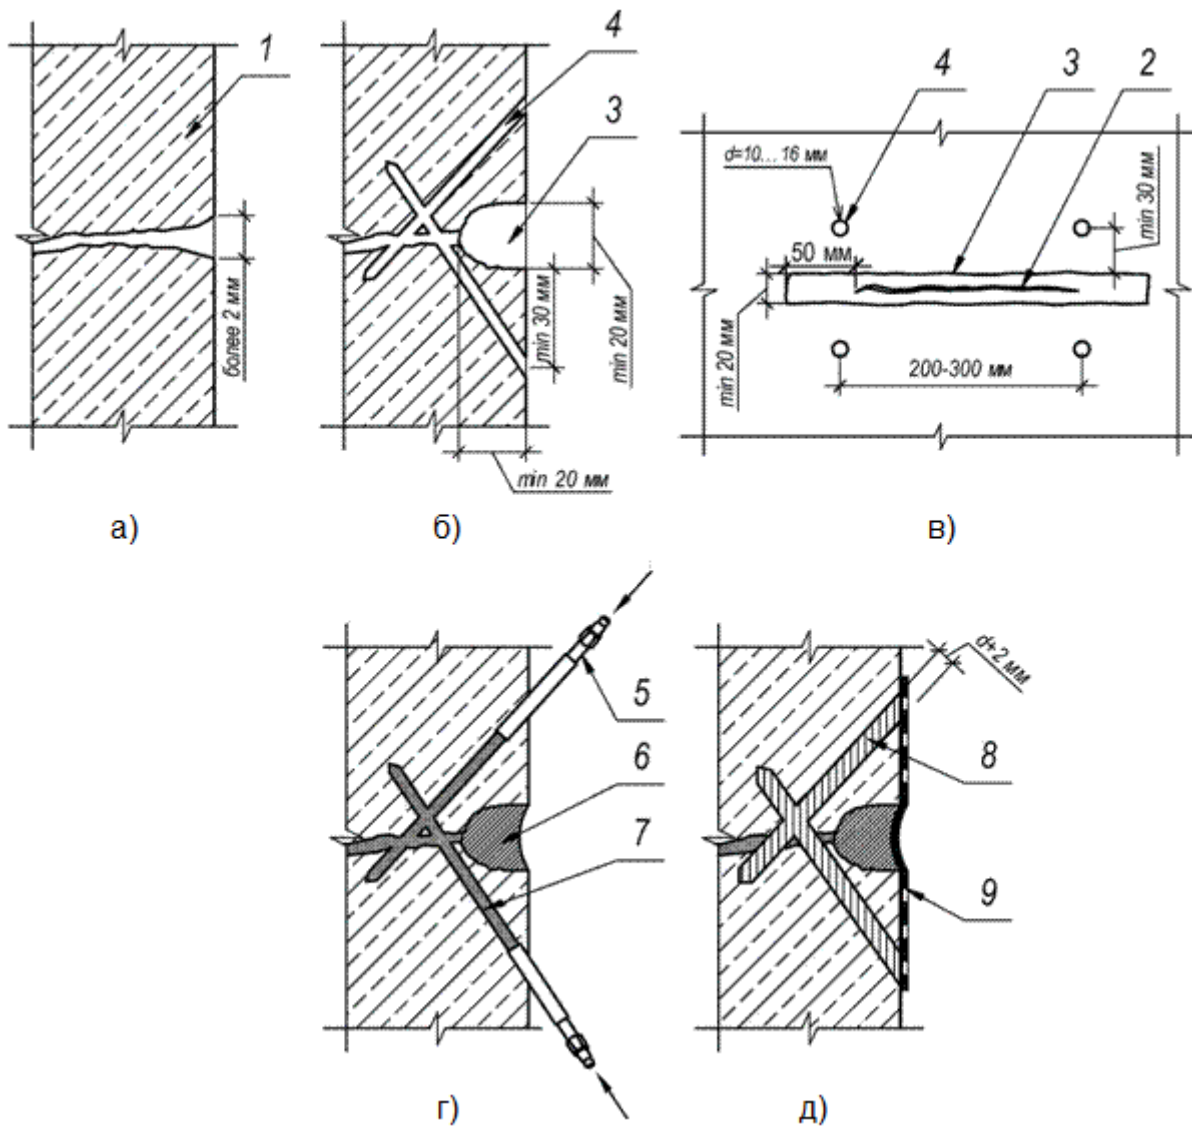 1
более 2 мм
а)
4
3
min 30 мм
min 20 мм
min 20 мм
б)
4
3
2
d=10... 16 мм
min 30 мм
50 мм
min 20 мм
200-300 мм
в)
5
6
7
г)
d+2 мм
8
9
д)